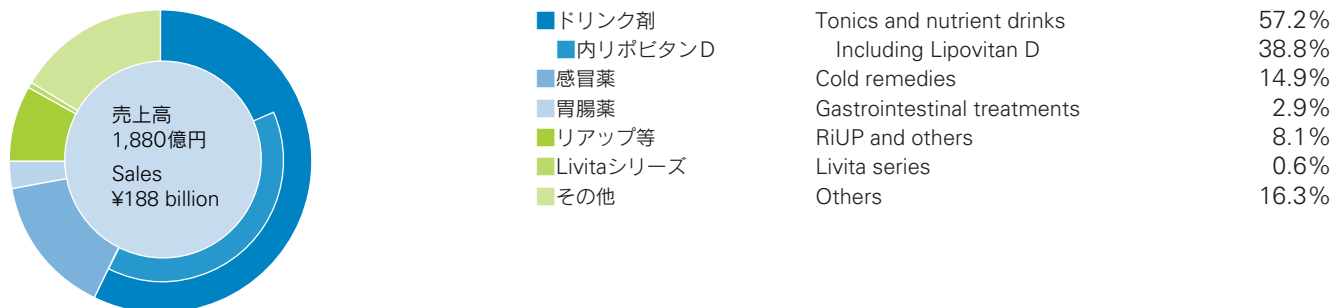 売上高
1,880億円
Sales
¥188 billion
ドリンク剤 Tonics and nutrient drinks 57.2%
内リポビタンD Including Lipovitan D 38.8%
感冒薬 Cold remedies 14.9%
胃腸薬 Gastrointestinal treatments 2.9%
リアップ等 RiUP and others 8.1%
Livitaシリーズ Livita series 0.6%
その他 Others 16.3%